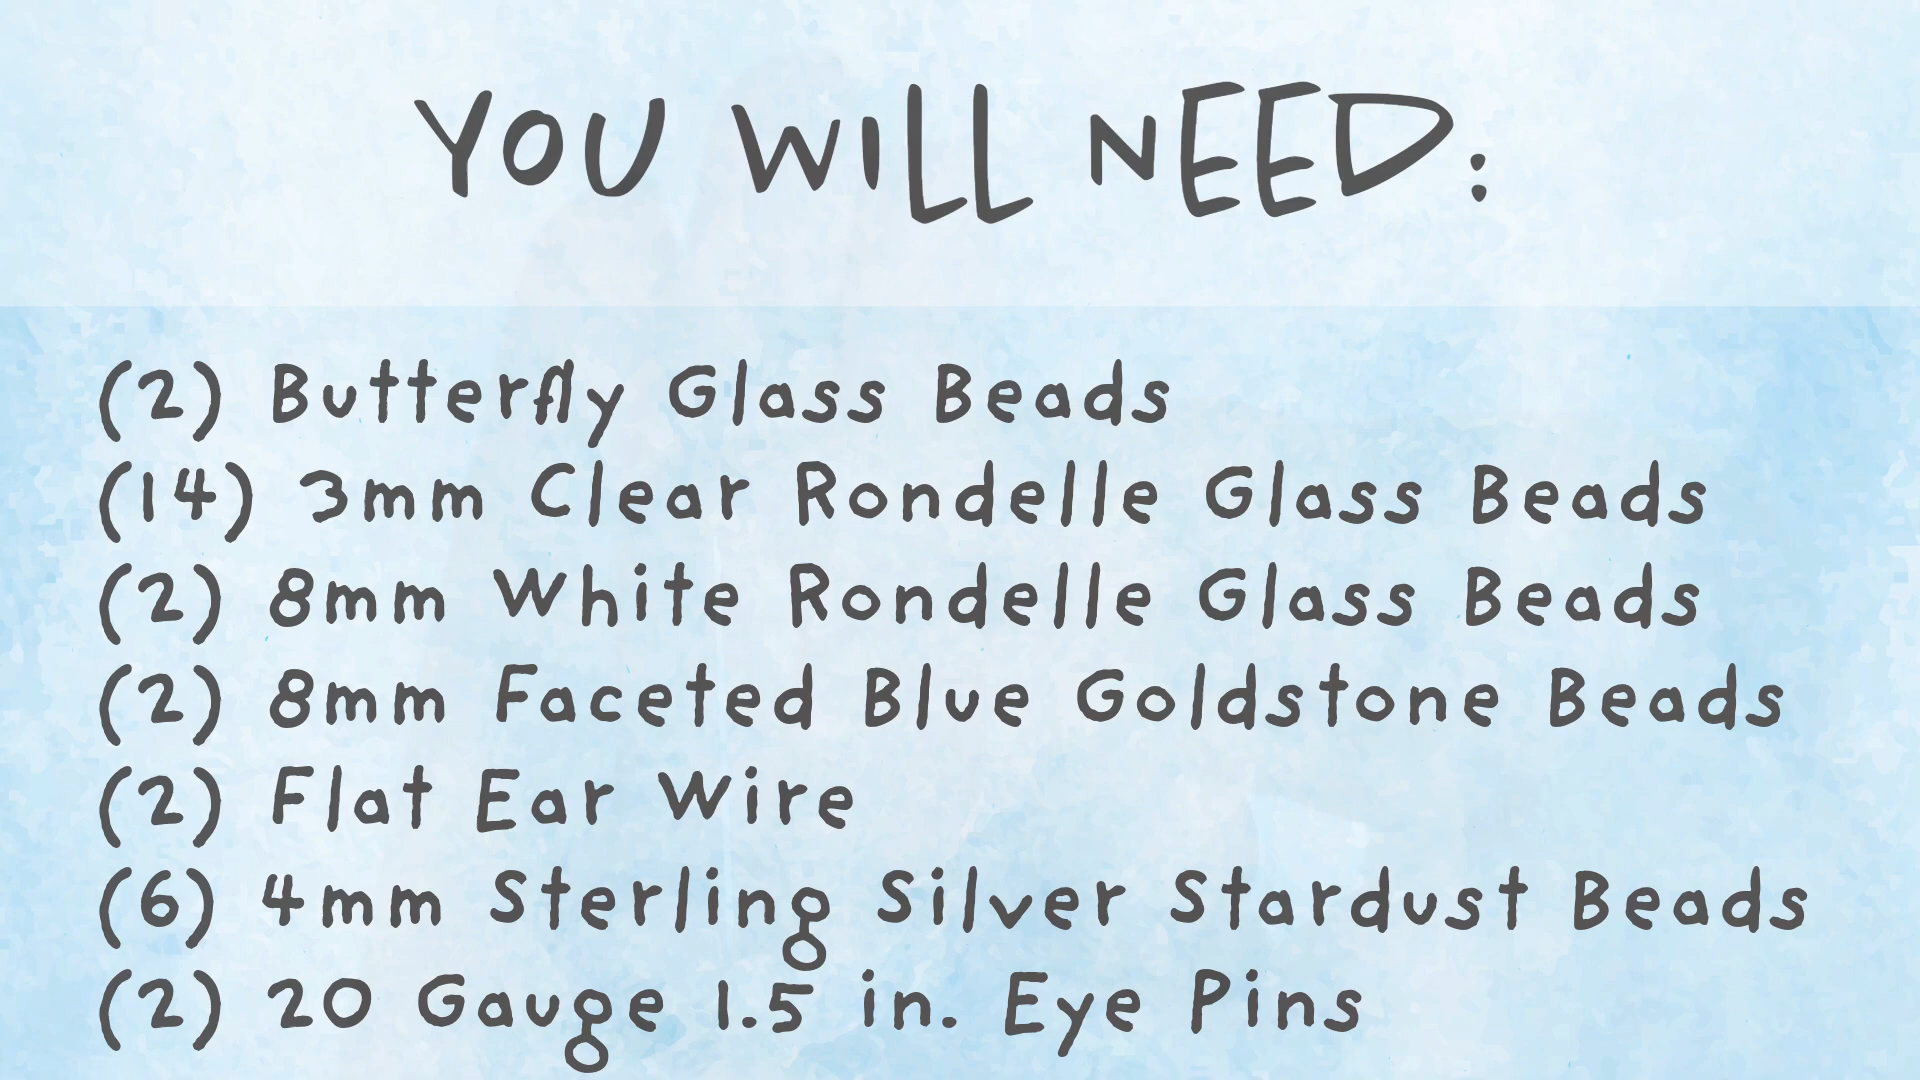 YOU WILL NEED:
(2) Butterfly Glass Beads
(14) 3mm Clear Rondelle Glass Beads
(2) 8mm White Rondelle Glass Beads
(2) 8mm Faceted Blue Goldstone Beads
(2) Flat Ear Wire
(6) 4mm Sterling Silver Stardust Beads
(2) 20 Gauge 1.5 in. Eye Pins